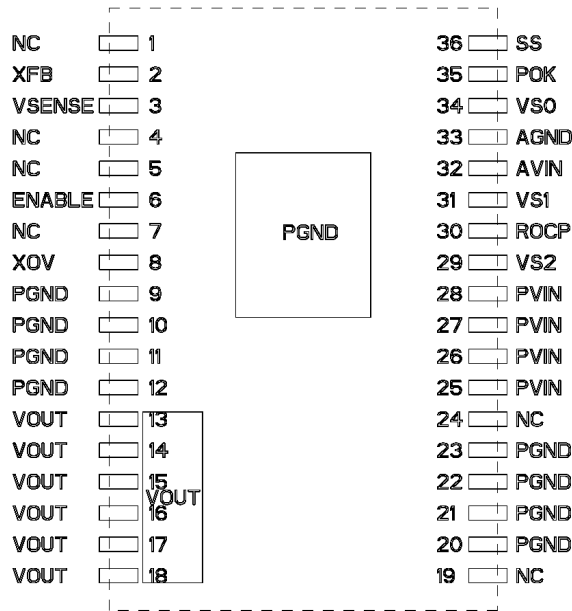 NC 1 36 SS
XFB 2 35 POK
VSENSE 3 34 VS0
NC 4 33 AGND
NC 5 32 AVIN
ENABLE 6 31 VS1
NC 7 PGND 30 ROCP
XOV 8 29 VS2
PGND 9 28 PVIN
PGND 10 27 PVIN
PGND 11 26 PVIN
PGND 12 25 PVIN
VOUT 13 24 NC
VOUT 14 23 PGND
VOUT 15 22 PGND
VOUT
VOUT 16 21 PGND
VOUT 17 20 PGND
VOUT 18 19 NC